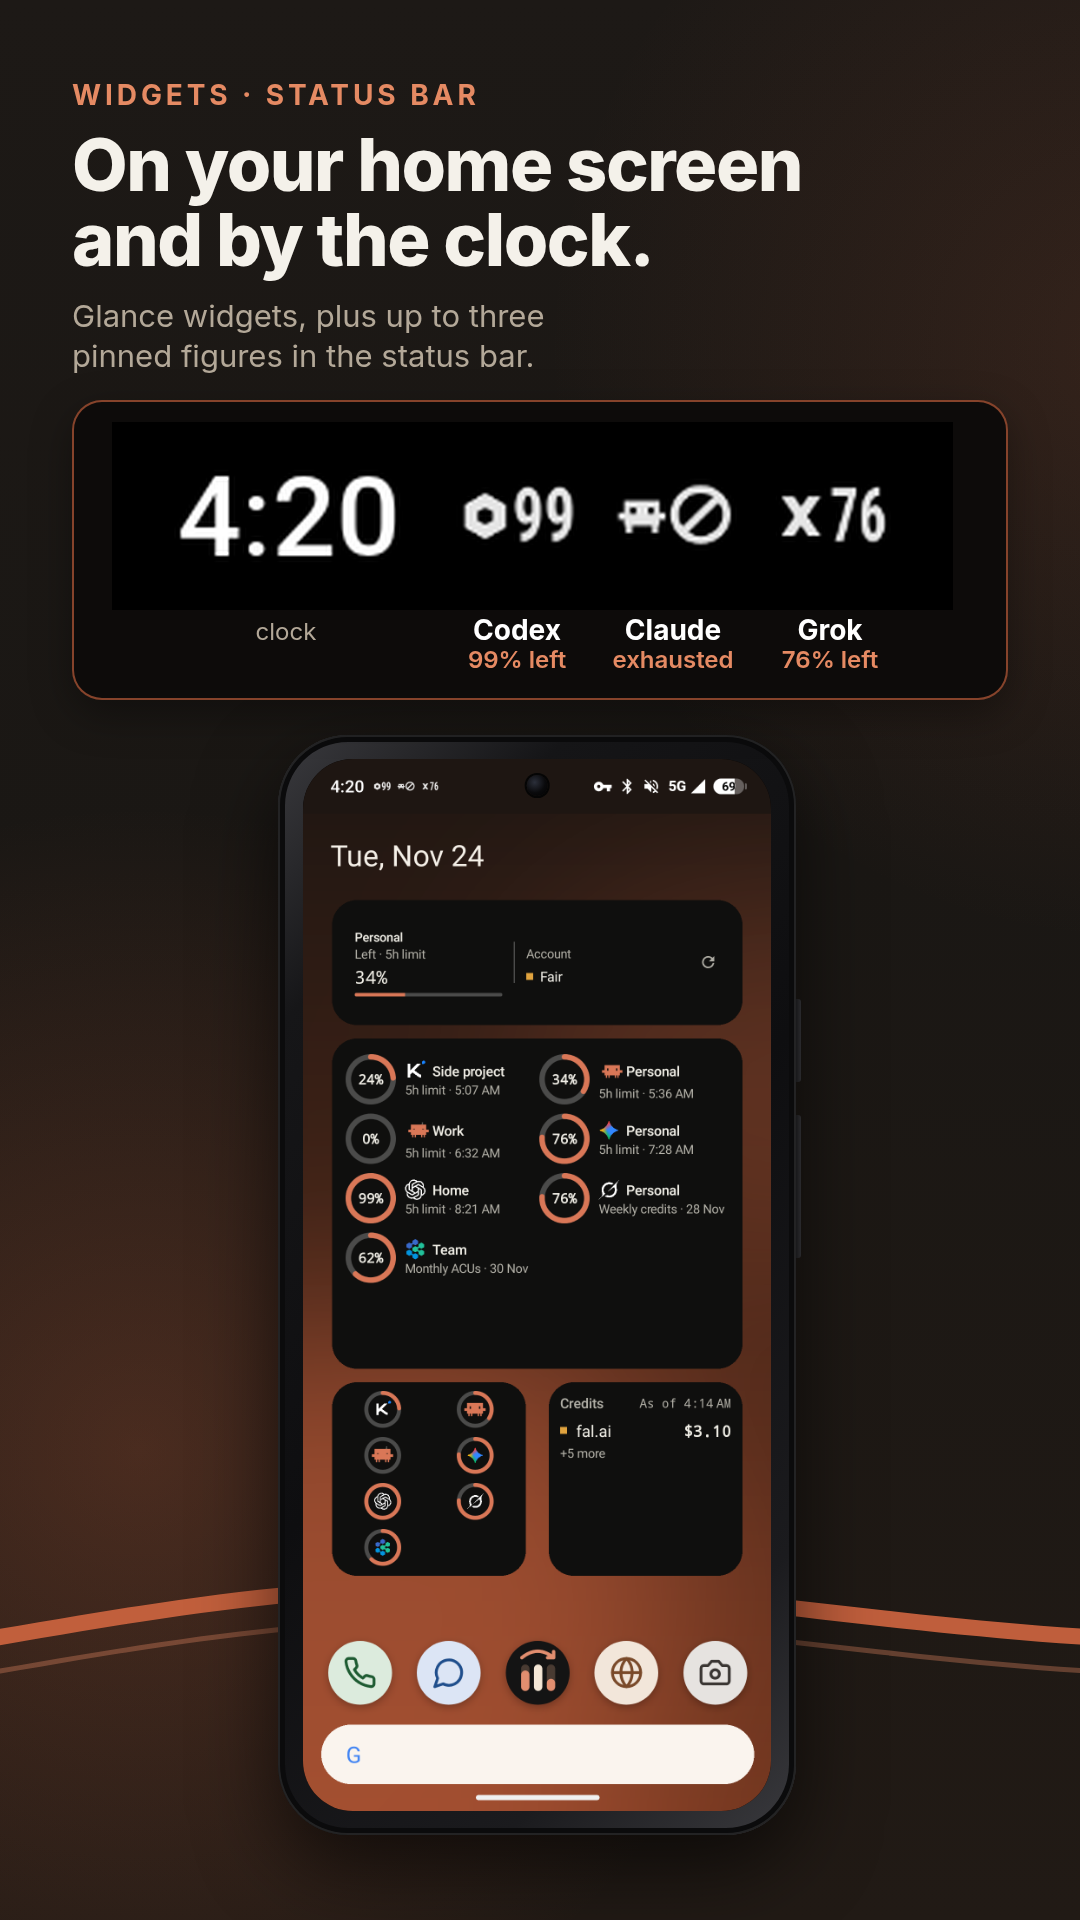 WIDGETS · STATUS BAR
On your home screen
and by the clock.
Glance widgets, plus up to three
pinned figures in the status bar.
4:20 99 76
clock
Codex
99% left
Claude
exhausted
Grok
76% left
4:20 99 x76 5G 69
Tue, Nov 24
Personal
Left · 5h limit
34%
Account
Fair
24% Side project
5h limit · 5:07 AM
34% Personal
5h limit · 5:36 AM
0% Work
5h limit · 6:32 AM
76% Personal
5h limit · 7:28 AM
99% Home
5h limit · 8:21 AM
76% Personal
Weekly credits · 28 Nov
62% Team
Monthly ACUs · 30 Nov
Credits As of 4:14 AM
fal.ai $3.10
+5 more
G